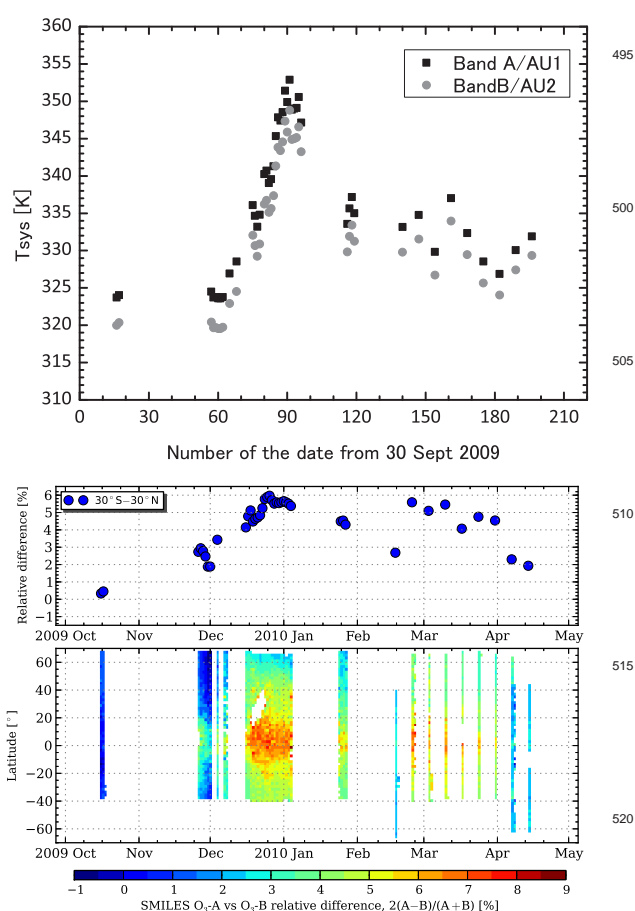 360
355
350
345
340
335
330
325
320
315
310
Tsys [K]
Band A/AU1
BandB/AU2
0 30 60 90 120 150 180 210
Number of the date from 30 Sept 2009
495
500
505
510
515
520
Relative difference [%]
6
5
4
3
2
1
0
−1
30°S−30°N
2009 Oct Nov Dec 2010 Jan Feb Mar Apr May
Latitude [°]
60
40
20
0
−20
−40
−60
2009 Oct Nov Dec 2010 Jan Feb Mar Apr May
−1 0 1 2 3 4 5 6 7 8 9
SMILES O₃-A vs O₃-B relative difference, 2(A−B)/(A+B) [%]